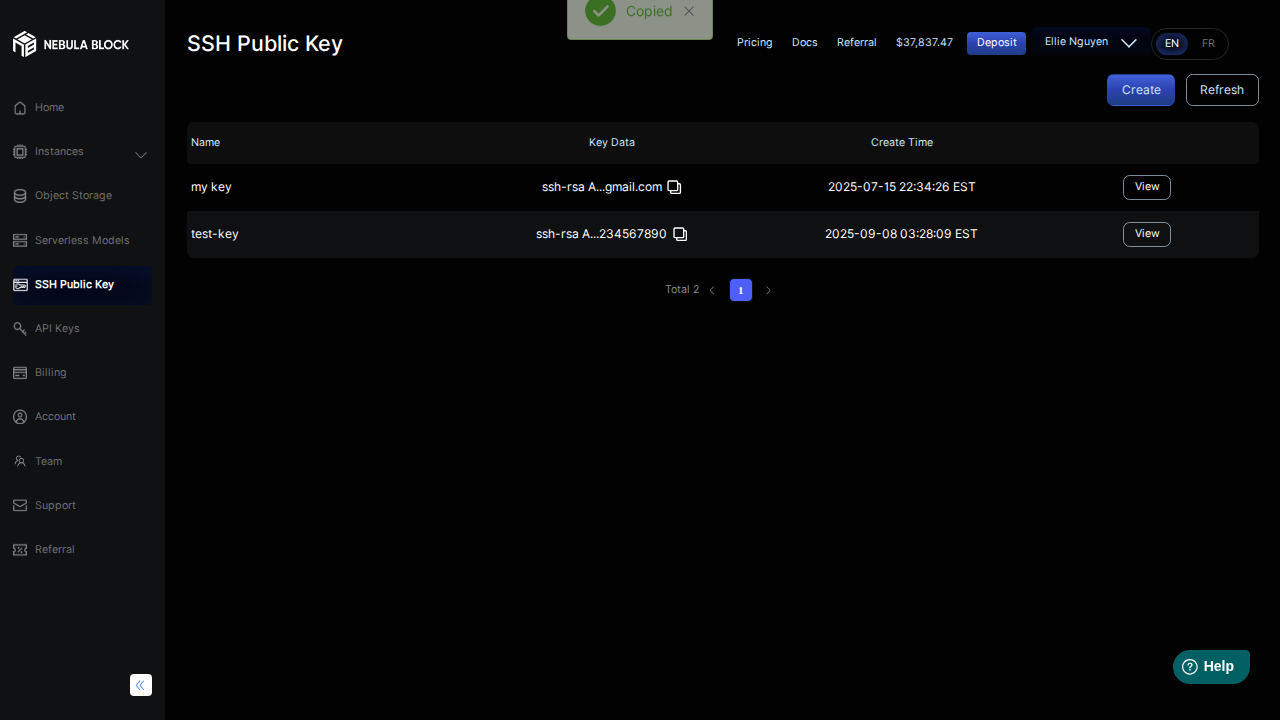 Copied
NEBULA BLOCK
SSH Public Key
Pricing
Docs
Referral
$37,837.47
Deposit
Ellie Nguyen
EN
FR
Create
Refresh
Home
Instances
Object Storage
Serverless Models
SSH Public Key
API Keys
Billing
Account
Team
Support
Referral
Name Key Data Create Time
my key ssh-rsa A...gmail.com 2025-07-15 22:34:26 EST View
test-key ssh-rsa A...234567890 2025-09-08 03:28:09 EST View
Total 2 1
Help